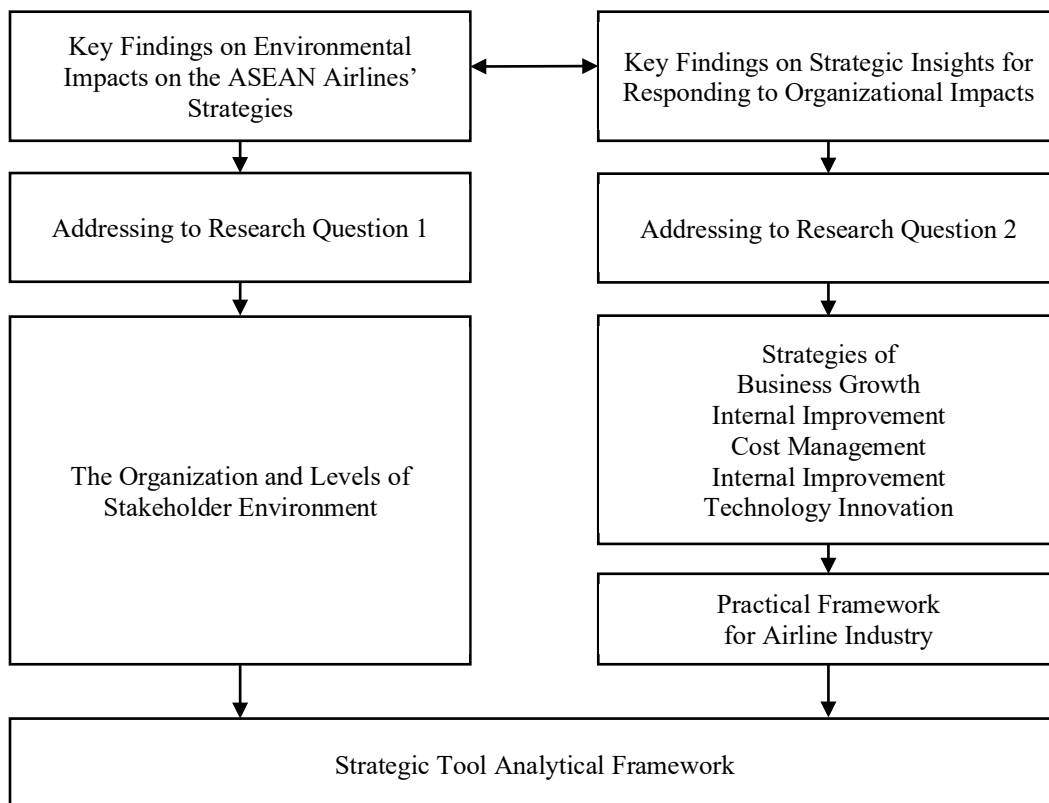 Key Findings on Environmental
Impacts on the ASEAN Airlines’
Strategies
Key Findings on Strategic Insights for
Responding to Organizational Impacts
Addressing to Research Question 1
Addressing to Research Question 2
The Organization and Levels of
Stakeholder Environment
Strategies of
Business Growth
Internal Improvement
Cost Management
Internal Improvement
Technology Innovation
Practical Framework
for Airline Industry
Strategic Tool Analytical Framework